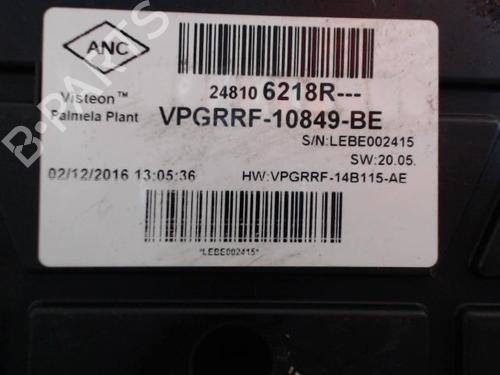 ANC
24810 6218R---
Visteon™
Palmela Plant
VPGRRF-10849-BE
S/N:LEBE002415
SW:20.05.
02/12/2016 13:05:36
HW:VPGRRF-14B115-AE
*LEBE002415*
B-PARTS